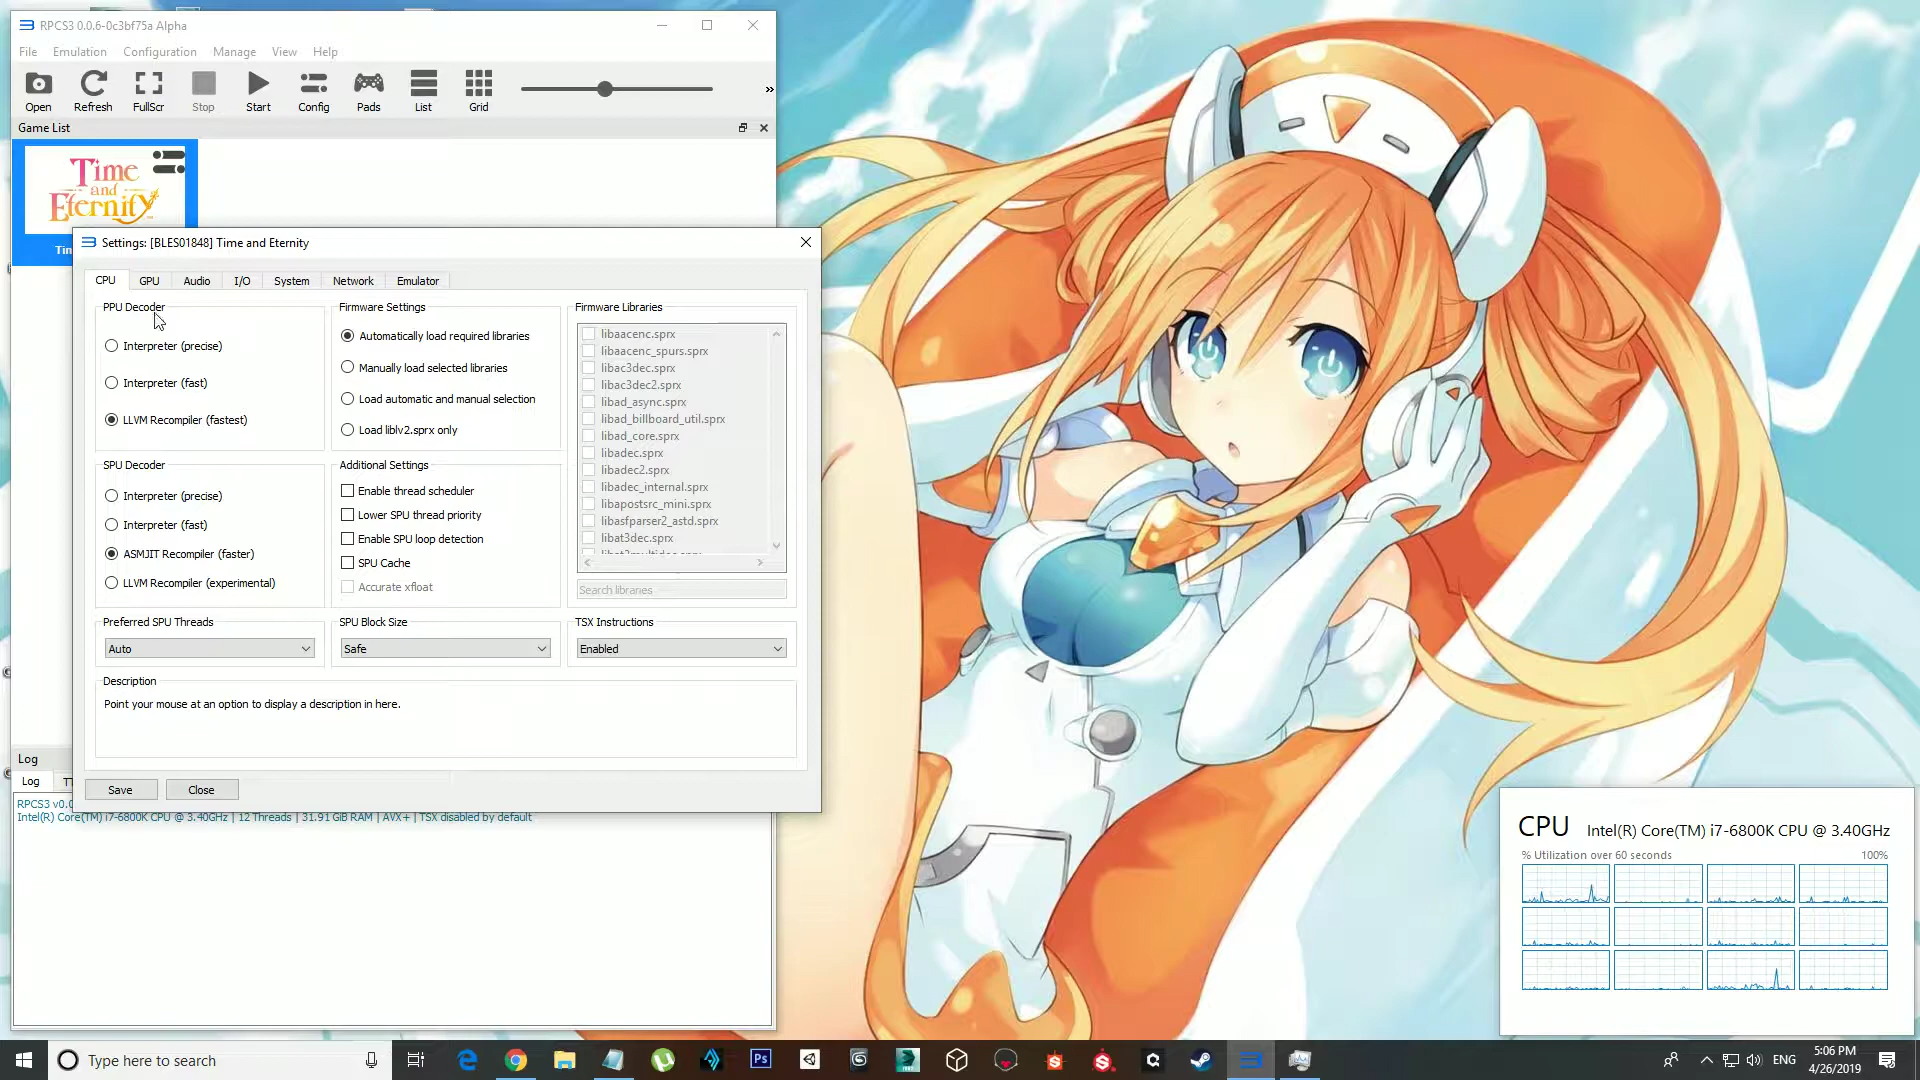 RPCS3 0.0.6-0c3bf75a Alpha
File Emulation Configuration Manage View Help
Open Refresh FullScr Stop Start Config Pads List Grid »
Game List
Time
and
Eternity
Settings: [BLES01848] Time and Eternity
CPU GPU Audio I/O System Network Emulator
PPU Decoder
Interpreter (precise)
Interpreter (fast)
LLVM Recompiler (fastest)
Firmware Settings
Automatically load required libraries
Manually load selected libraries
Load automatic and manual selection
Load liblv2.sprx only
Firmware Libraries
libaacenc.sprx
libaacenc_spurs.sprx
libac3dec.sprx
libac3dec2.sprx
libad_async.sprx
libad_billboard_util.sprx
libad_core.sprx
libadec.sprx
libadec2.sprx
libadec_internal.sprx
libapostsrc_mini.sprx
libasfparser2_astd.sprx
libat3dec.sprx
Search libraries
SPU Decoder
Interpreter (precise)
Interpreter (fast)
ASMJIT Recompiler (faster)
LLVM Recompiler (experimental)
Additional Settings
Enable thread scheduler
Lower SPU thread priority
Enable SPU loop detection
SPU Cache
Accurate xfloat
Preferred SPU Threads
Auto
SPU Block Size
Safe
TSX Instructions
Enabled
Description
Point your mouse at an option to display a description in here.
Save Close
Log
Log
RPCS3
Intel(R) Core(TM) i7-6800K CPU @ 3.40GHz | 12 Threads | 31.91 GiB RAM | AVX+ | TSX disabled by default
CPU Intel(R) Core(TM) i7-6800K CPU @ 3.40GHz
% Utilization over 60 seconds 100%
Type here to search
Ps
ENG
5:06 PM
4/26/2019